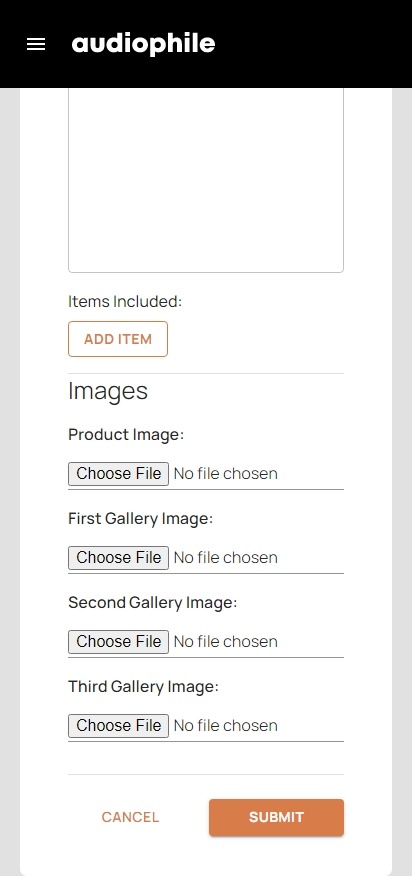 audiophile
Items Included:
ADD ITEM
Images
Product Image:
Choose File No file chosen
First Gallery Image:
Choose File No file chosen
Second Gallery Image:
Choose File No file chosen
Third Gallery Image:
Choose File No file chosen
CANCEL SUBMIT